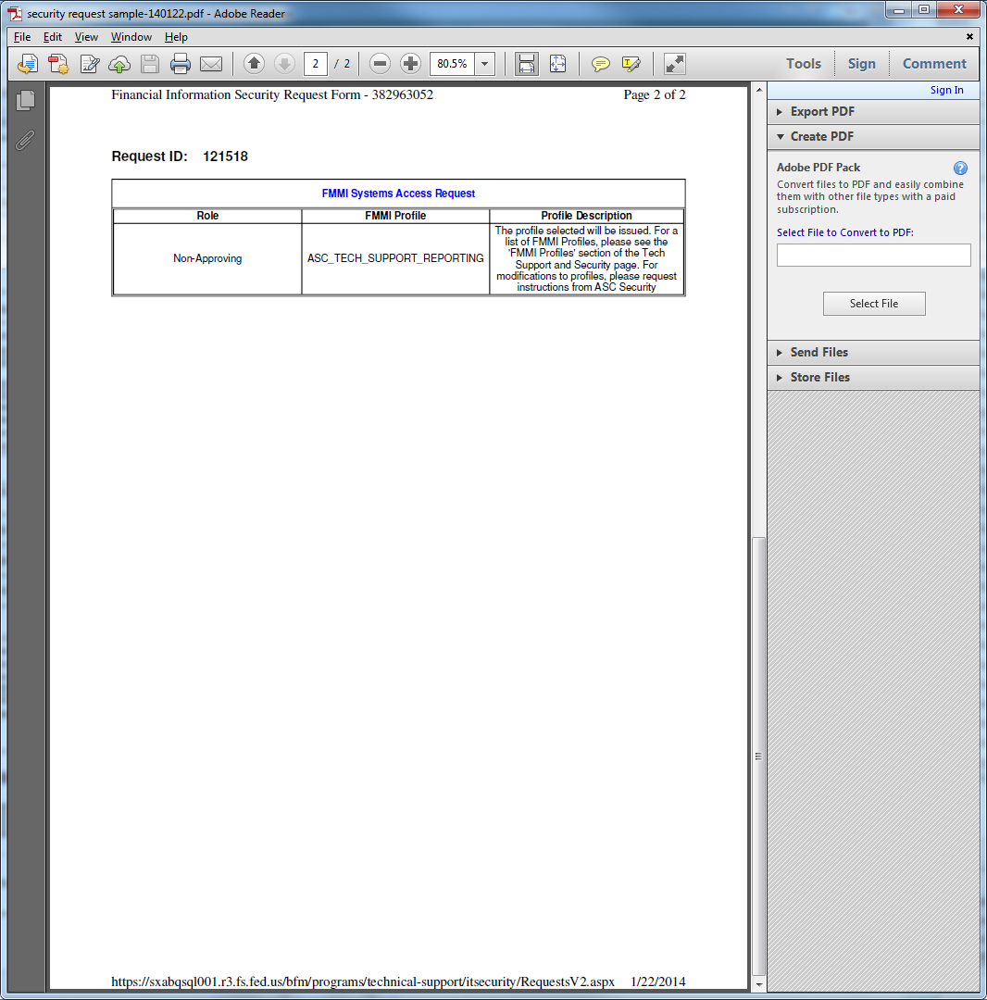 security request sample-140122.pdf - Adobe Reader
File Edit View Window Help
2 / 2 80.5% Tools Sign Comment
Sign In
Export PDF
Create PDF
Adobe PDF Pack
Convert files to PDF and easily combine
them with other file types with a paid
subscription.
Select File to Convert to PDF:
Select File
Send Files
Store Files
Financial Information Security Request Form - 382963052 Page 2 of 2
Request ID: 121518
FMMI Systems Access Request
Role FMMI Profile Profile Description
Non-Approving ASC_TECH_SUPPORT_REPORTING
The profile selected will be issued. For a
list of FMMI Profiles, please see the
'FMMI Profiles' section of the Tech
Support and Security page. For
modifications to profiles, please request
instructions from ASC Security
https://sxabqsql001.r3.fs.fed.us/bfm/programs/technical-support/itsecurity/RequestsV2.aspx 1/22/2014